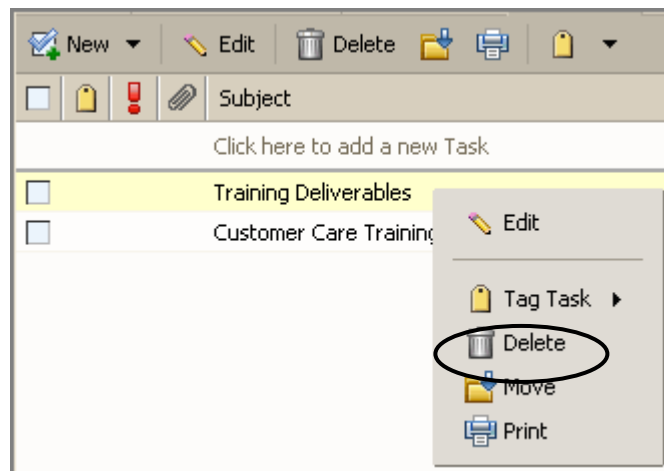 New Edit Delete
Subject
Click here to add a new Task
Training Deliverables
Customer Care Training
Edit
Tag Task
Delete
Move
Print